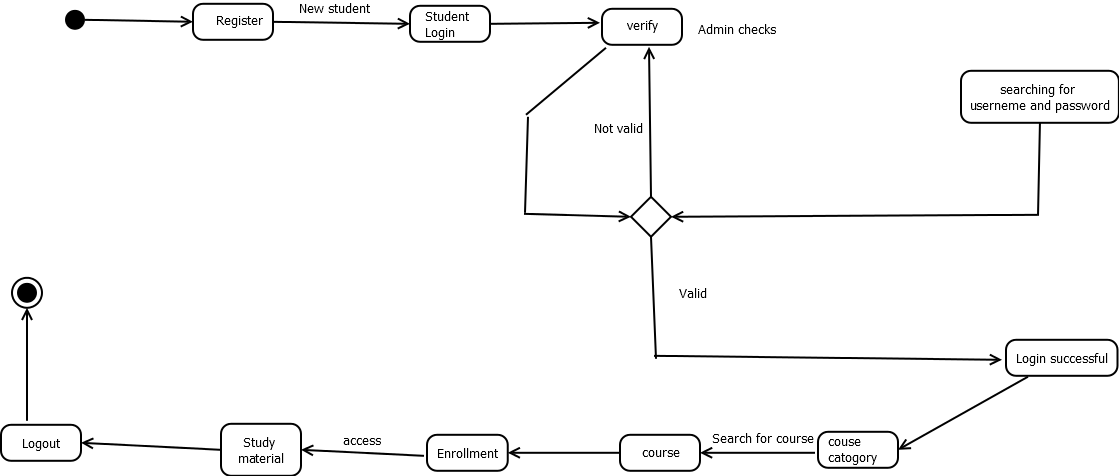 Register
New student
Student
Login
verify
Admin checks
searching for
userneme and password
Not valid
Valid
Login successful
couse
catogory
Search for course
course
Enrollment
access
Study
material
Logout